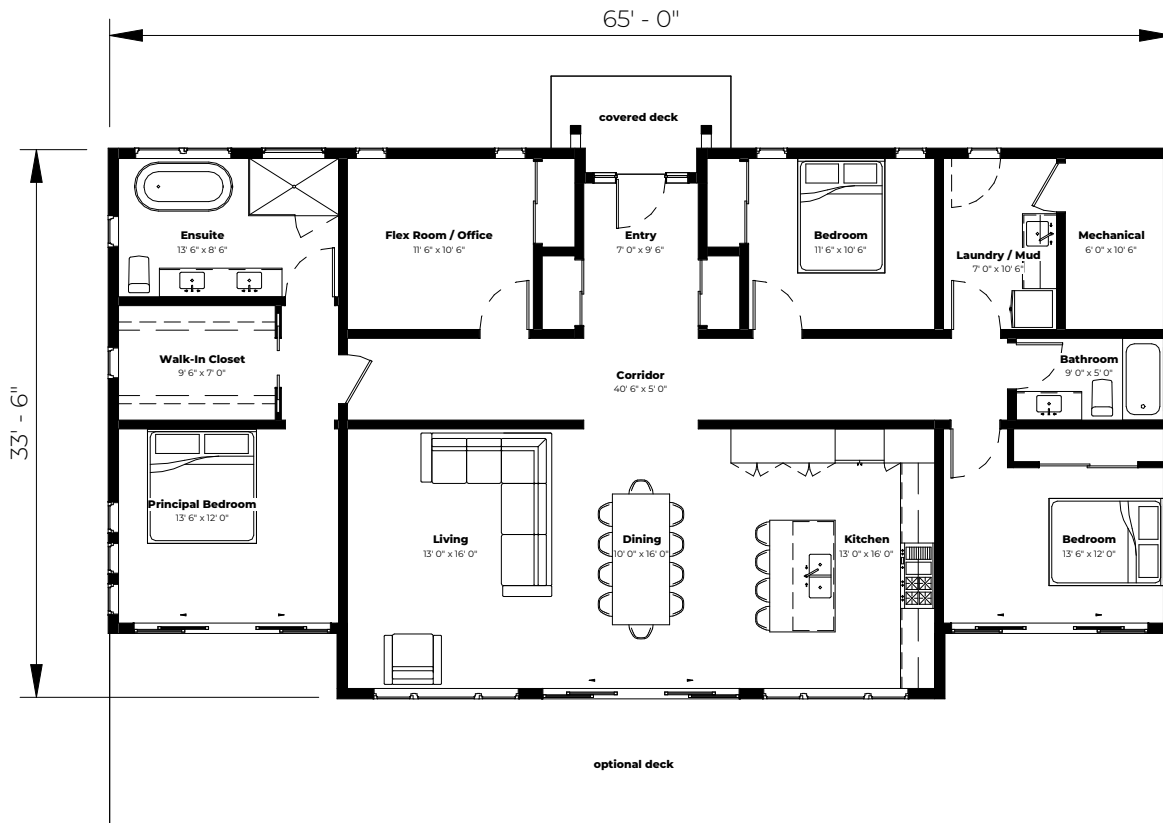 65' - 0"
covered deck
Ensuite
13' 6" x 8' 6"
Flex Room / Office
11' 6" x 10' 6"
Entry
7' 0" x 9' 6"
Bedroom
11' 6" x 10' 6"
Laundry / Mud
7' 0" x 10' 6"
Mechanical
6' 0" x 10' 6"
Walk-In Closet
9' 6" x 7' 0"
Corridor
40' 6" x 5' 0"
Bathroom
9' 0" x 5' 0"
33' - 6"
Principal Bedroom
13' 6" x 12' 0"
Living
13' 0" x 16' 0"
Dining
10' 0" x 16' 0"
Kitchen
13' 0" x 16' 0"
Bedroom
13' 6" x 12' 0"
optional deck